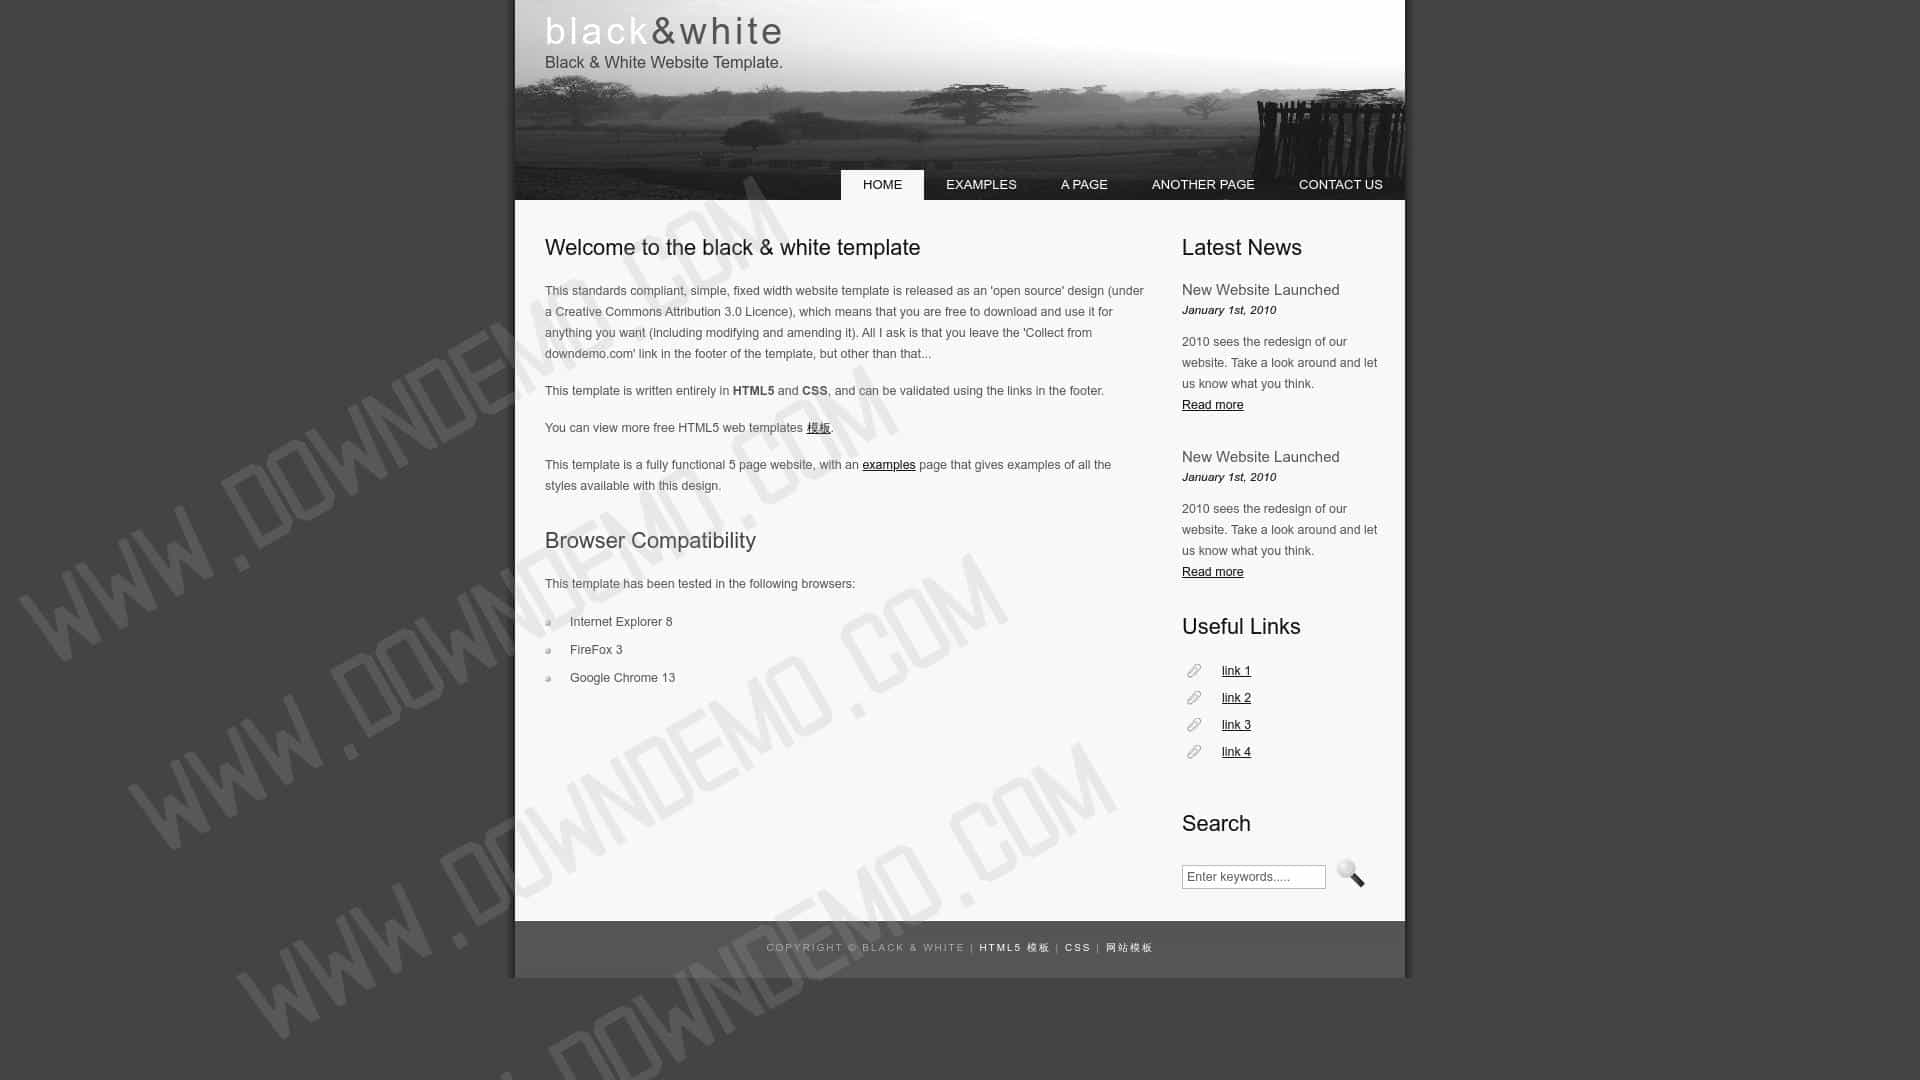 black&white
Black & White Website Template.
HOME
EXAMPLES
A PAGE
ANOTHER PAGE
CONTACT US
Welcome to the black & white template
This standards compliant, simple, fixed width website template is released as an 'open source' design (under
a Creative Commons Attribution 3.0 Licence), which means that you are free to download and use it for
anything you want (including modifying and amending it). All I ask is that you leave the 'Collect from
downdemo.com' link in the footer of the template, but other than that...
This template is written entirely in HTML5 and CSS, and can be validated using the links in the footer.
You can view more free HTML5 web templates 模板.
This template is a fully functional 5 page website, with an examples page that gives examples of all the
styles available with this design.
Browser Compatibility
This template has been tested in the following browsers:
Internet Explorer 8
FireFox 3
Google Chrome 13
Latest News
New Website Launched
January 1st, 2010
2010 sees the redesign of our
website. Take a look around and let
us know what you think.
Read more
New Website Launched
January 1st, 2010
2010 sees the redesign of our
website. Take a look around and let
us know what you think.
Read more
Useful Links
link 1
link 2
link 3
link 4
Search
Enter keywords.....
COPYRIGHT © BLACK & WHITE | HTML5 模板 | CSS | 网站模板
WWW.DOWNDEMO.COM
WWW.DOWNDEMO.COM
WWW.DOWNDEMO.COM
DOWNDEMO.COM